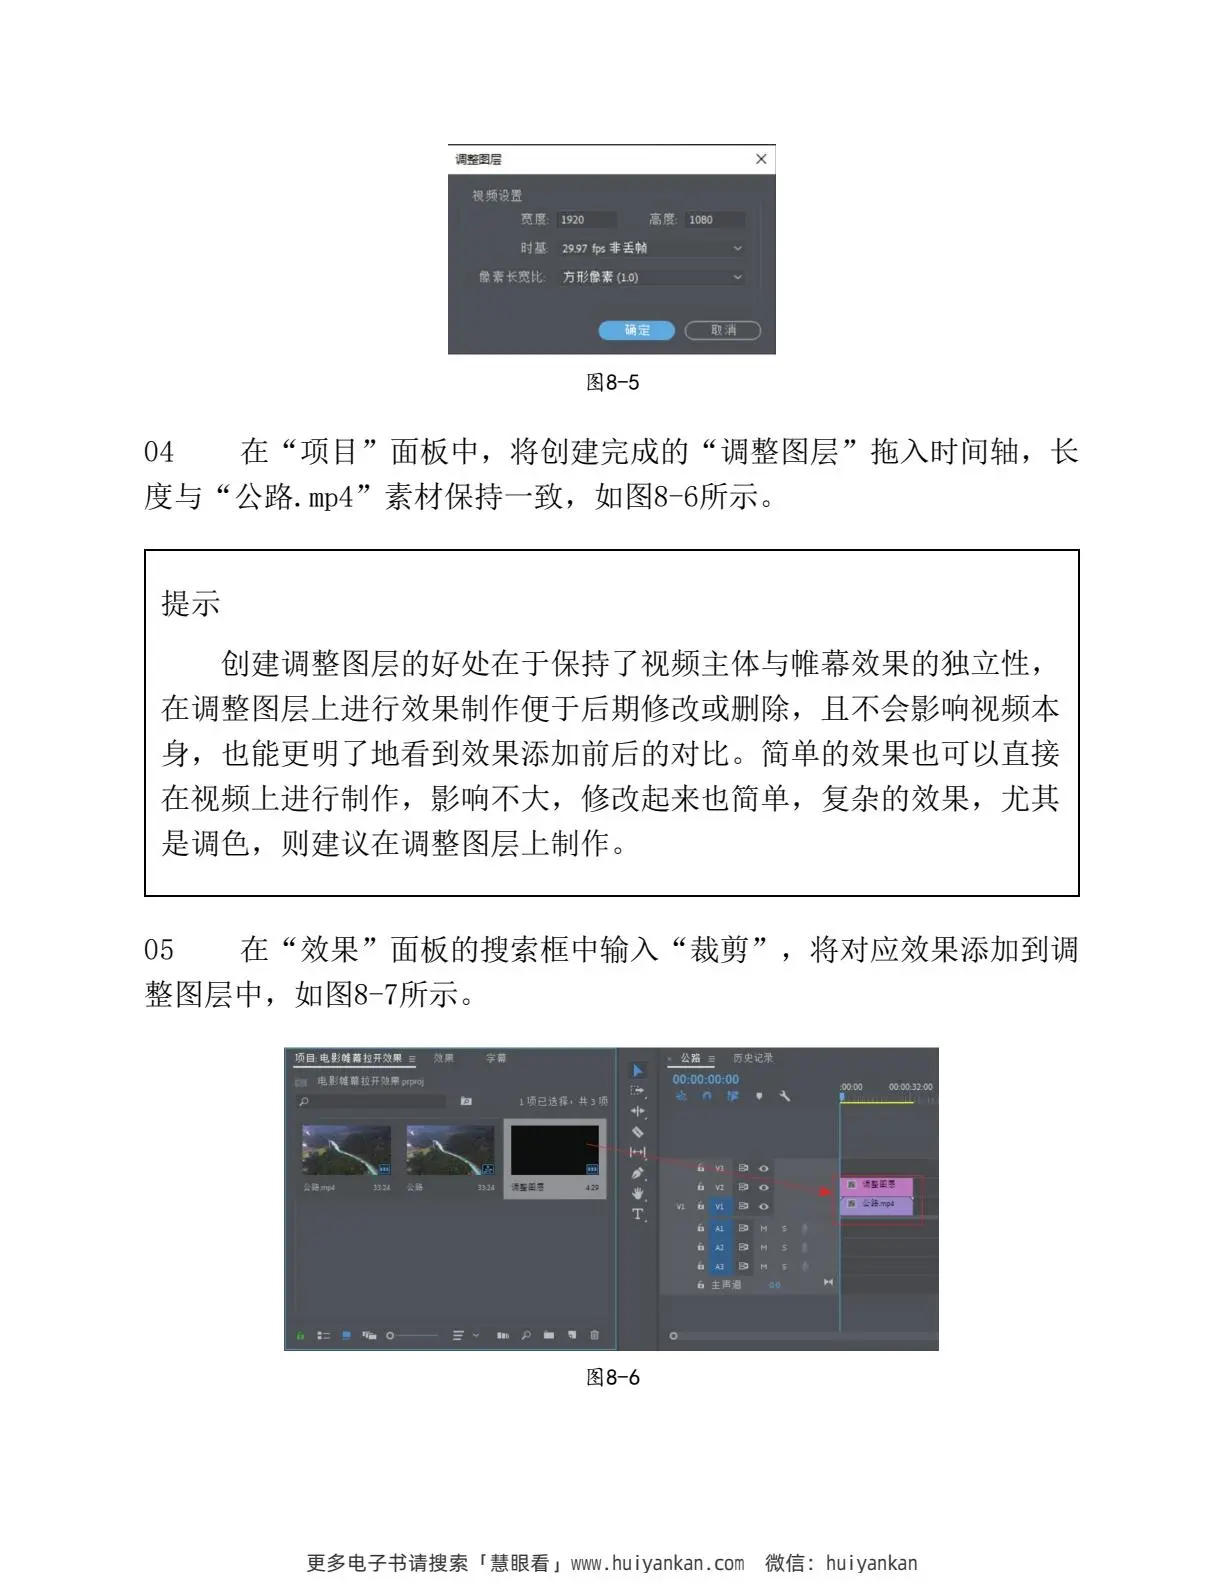 调整图层
视频设置
宽度: 1920 高度: 1080
时基: 29.97 fps 非丢帧
像素长宽比: 方形像素 (1.0)
确定 取消
图8-5
04 在“项目”面板中，将创建完成的“调整图层”拖入时间轴，长
度与“公路.mp4”素材保持一致，如图8-6所示。
提示
创建调整图层的好处在于保持了视频主体与帷幕效果的独立性，
在调整图层上进行效果制作便于后期修改或删除，且不会影响视频本
身，也能更明了地看到效果添加前后的对比。简单的效果也可以直接
在视频上进行制作，影响不大，修改起来也简单，复杂的效果，尤其
是调色，则建议在调整图层上制作。
05 在“效果”面板的搜索框中输入“裁剪”，将对应效果添加到调
整图层中，如图8-7所示。
项目: 电影帷幕拉开效果 效果 字幕
电影帷幕拉开效果.prproj
1 项已选择，共 3 项
公路.mp4 33:24 公路 33:24 调整图层 4:29
公路 历史记录
00:00:00:00
:00:00 00:00:32:00
V3
V2 调整图层
V1 V1 公路.mp4
A1 M S
A2 M S
A3 M S
主声道 0.0
图8-6
更多电子书请搜索「慧眼看」www.huiyankan.com 微信: huiyankan